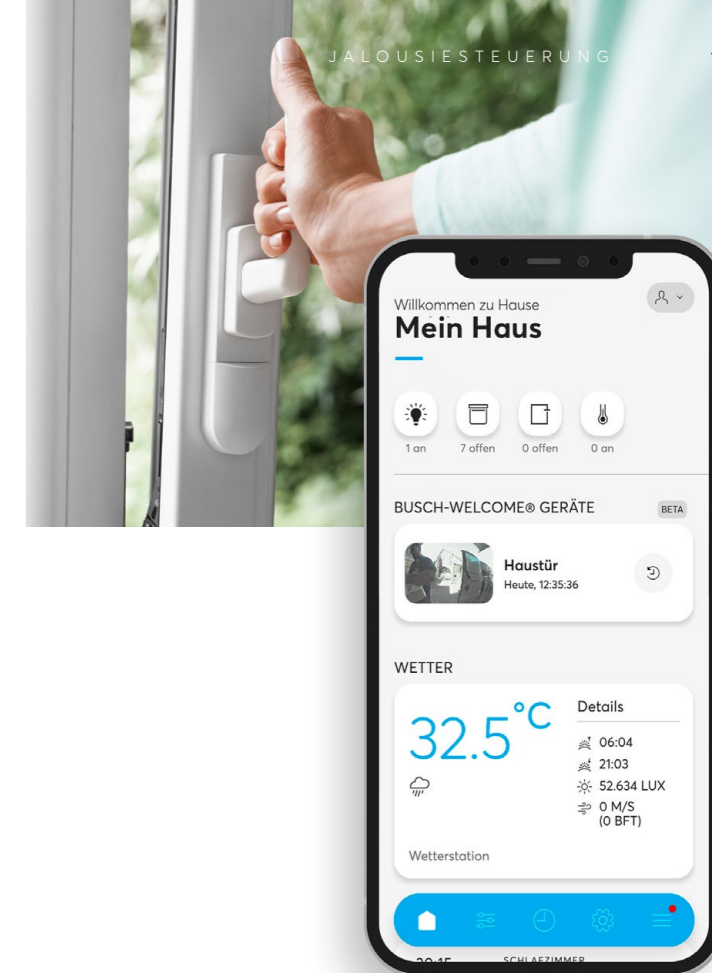 JALOUSIESTEUERUNG
Willkommen zu Hause
Mein Haus
1 an
7 offen
0 offen
0 an
BUSCH-WELCOME® GERÄTE
BETA
Haustür
Heute, 12:35:36
WETTER
32.5°C
Details
06:04
21:03
52.634 LUX
0 M/S
(0 BFT)
Wetterstation
20:15 SCHLAFZIMMER